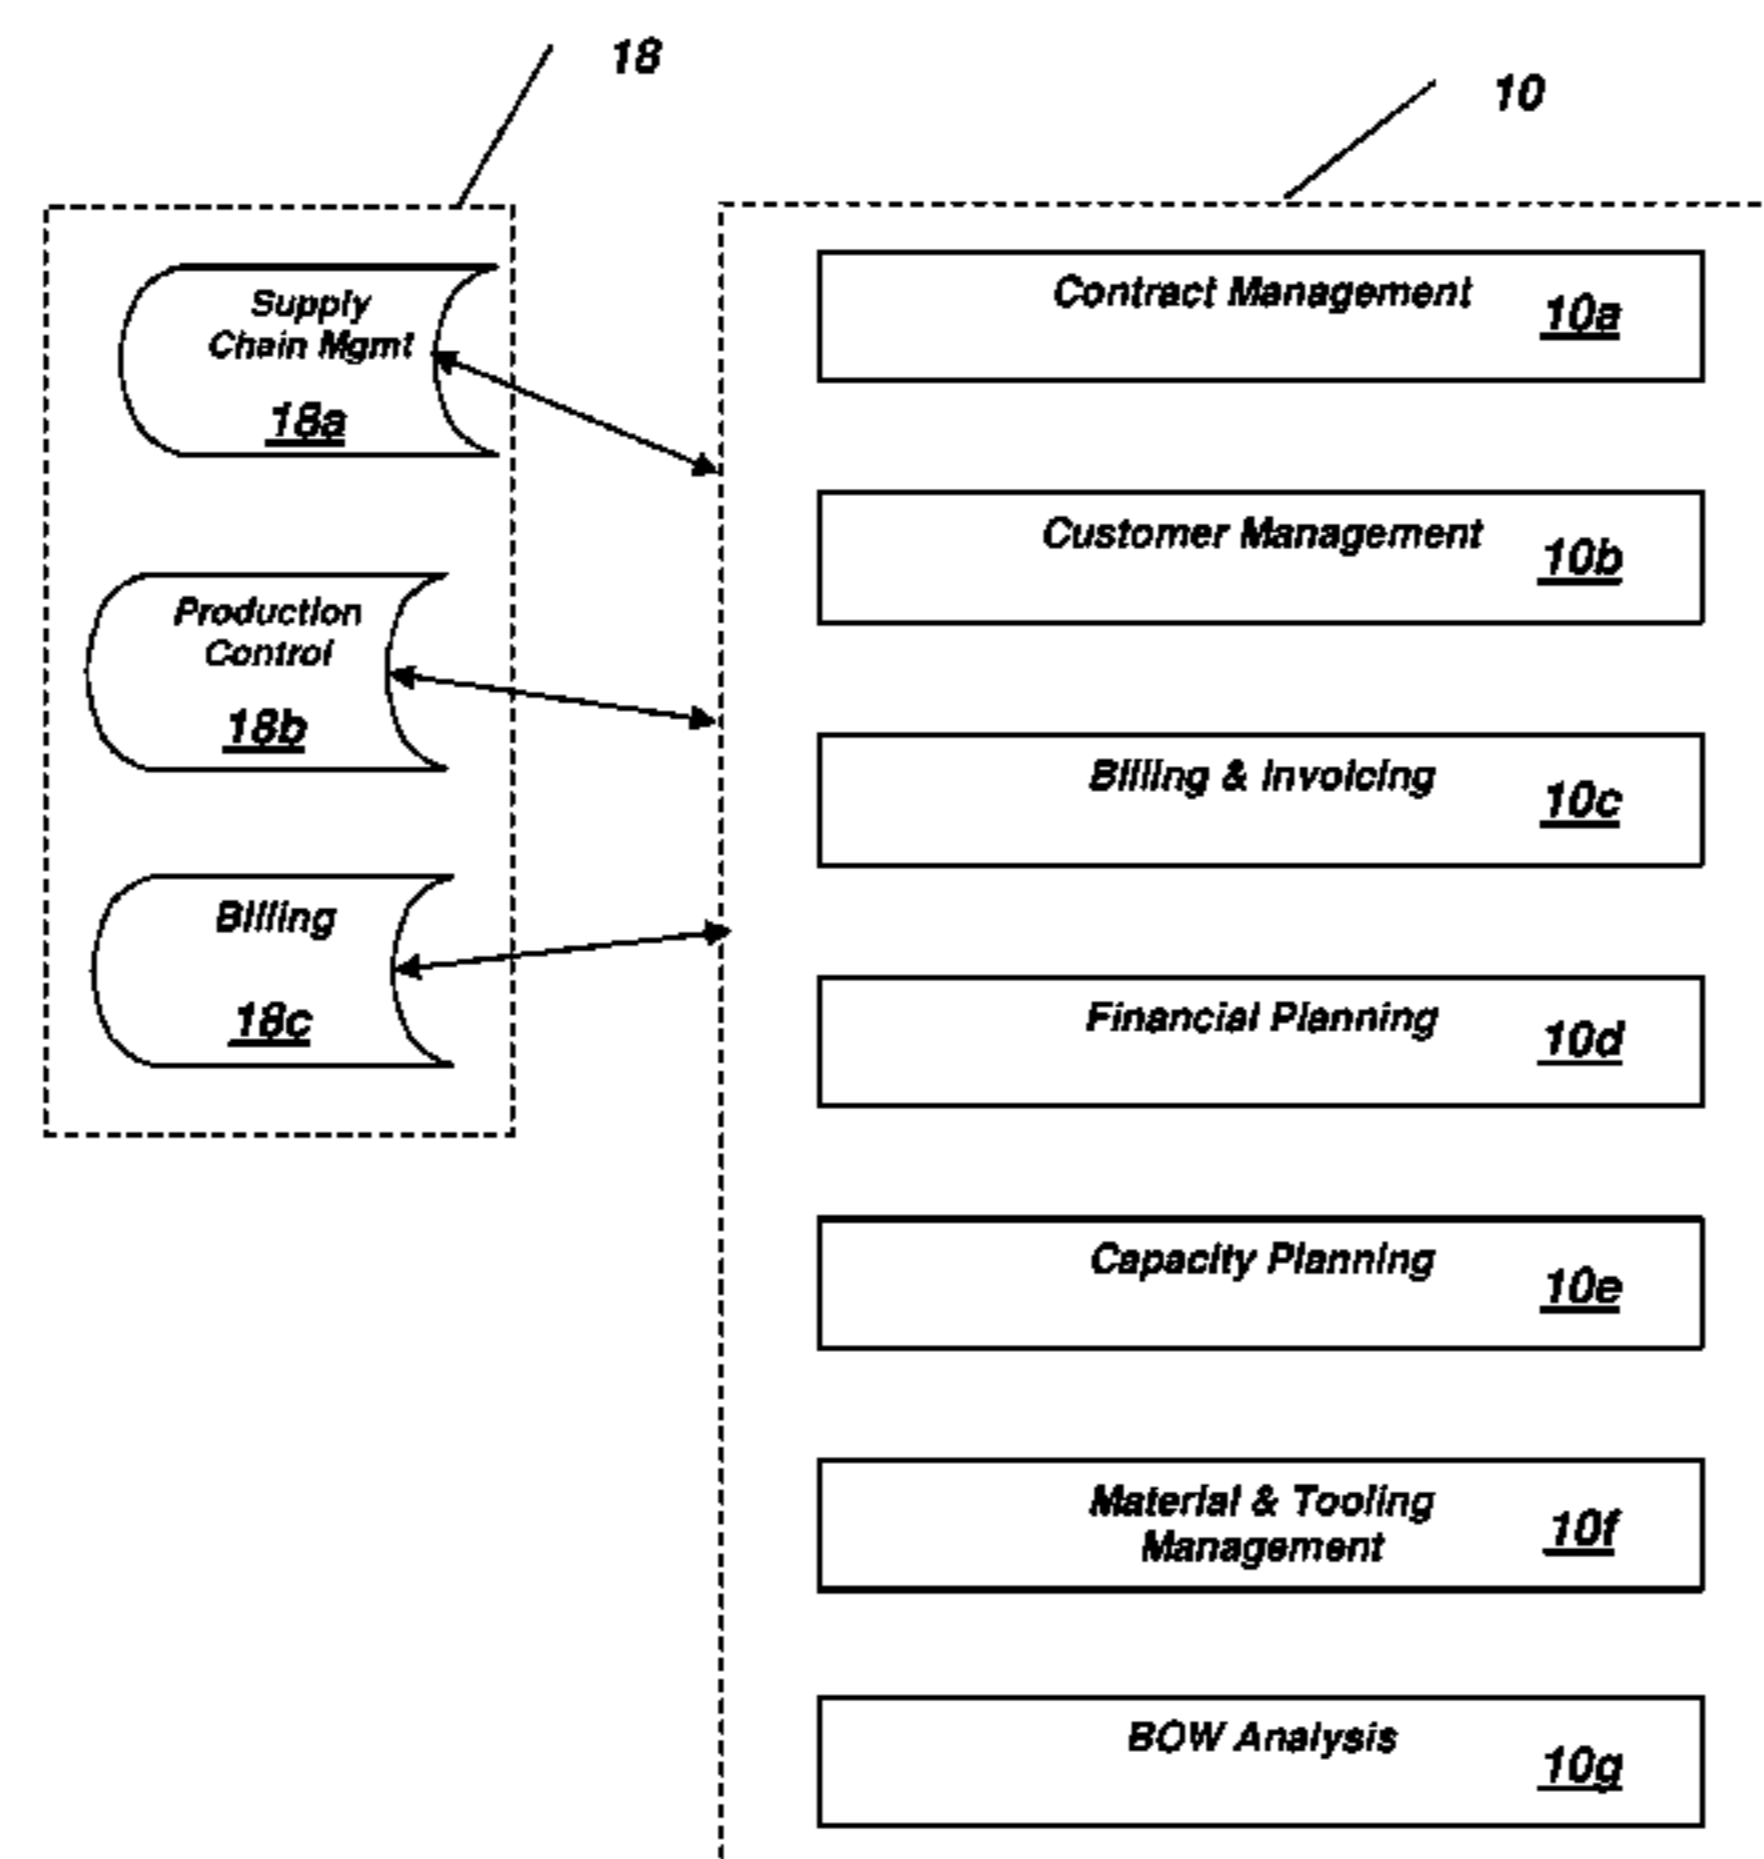 18
10
Supply
Chain Mgmt
18a
Production
Control
18b
Billing
18c
Contract Management
10a
Customer Management
10b
Billing & Invoicing
10c
Financial Planning
10d
Capacity Planning
10e
Material & Tooling
Management
10f
BOW Analysis
10g